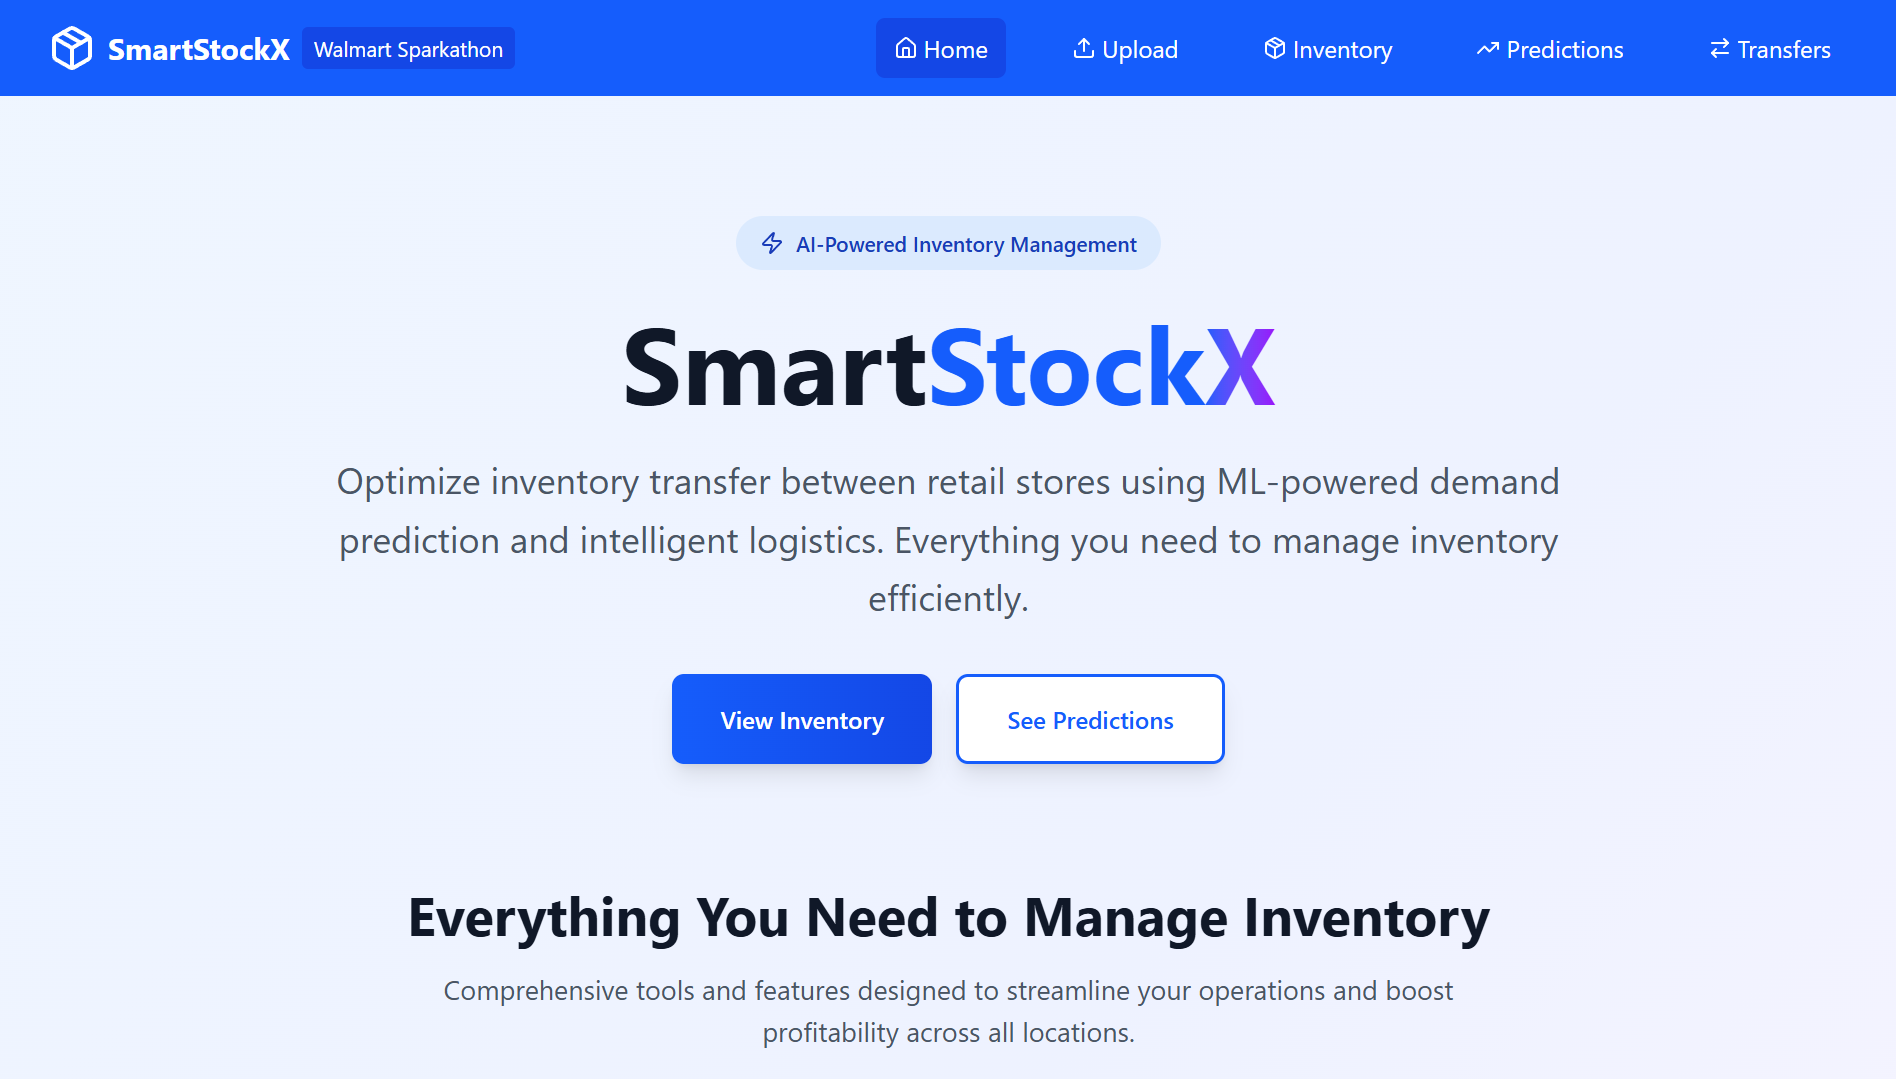 SmartStockX Walmart Sparkathon Home Upload Inventory Predictions Transfers
AI-Powered Inventory Management
SmartStockX
Optimize inventory transfer between retail stores using ML-powered demand
prediction and intelligent logistics. Everything you need to manage inventory
efficiently.
View Inventory See Predictions
Everything You Need to Manage Inventory
Comprehensive tools and features designed to streamline your operations and boost
profitability across all locations.